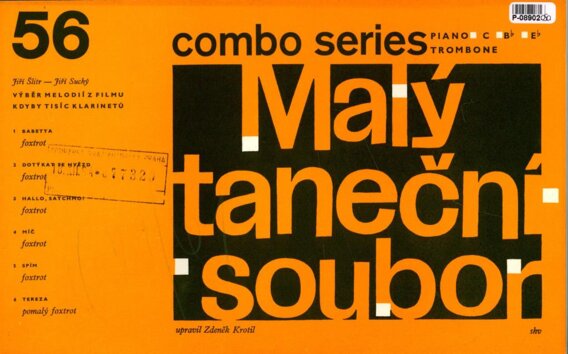 56
combo series
PIANO C B♭ E♭
TROMBONE
P-08902
Jiří Šlitr — Jiří Suchý
VÝBĚR MELODIÍ Z FILMU
KDYBY TISÍC KLARINETŮ
1 BABETTA
foxtrot
2 DOTÝKAT SE HVĚZD
foxtrot
3 HALLO, SATCHMO!
foxtrot
4 MÍČ
foxtrot
5 SPÍM
foxtrot
6 TEREZA
pomalý foxtrot
Malý
taneční
soubor
upravil Zdeněk Krotil
shv